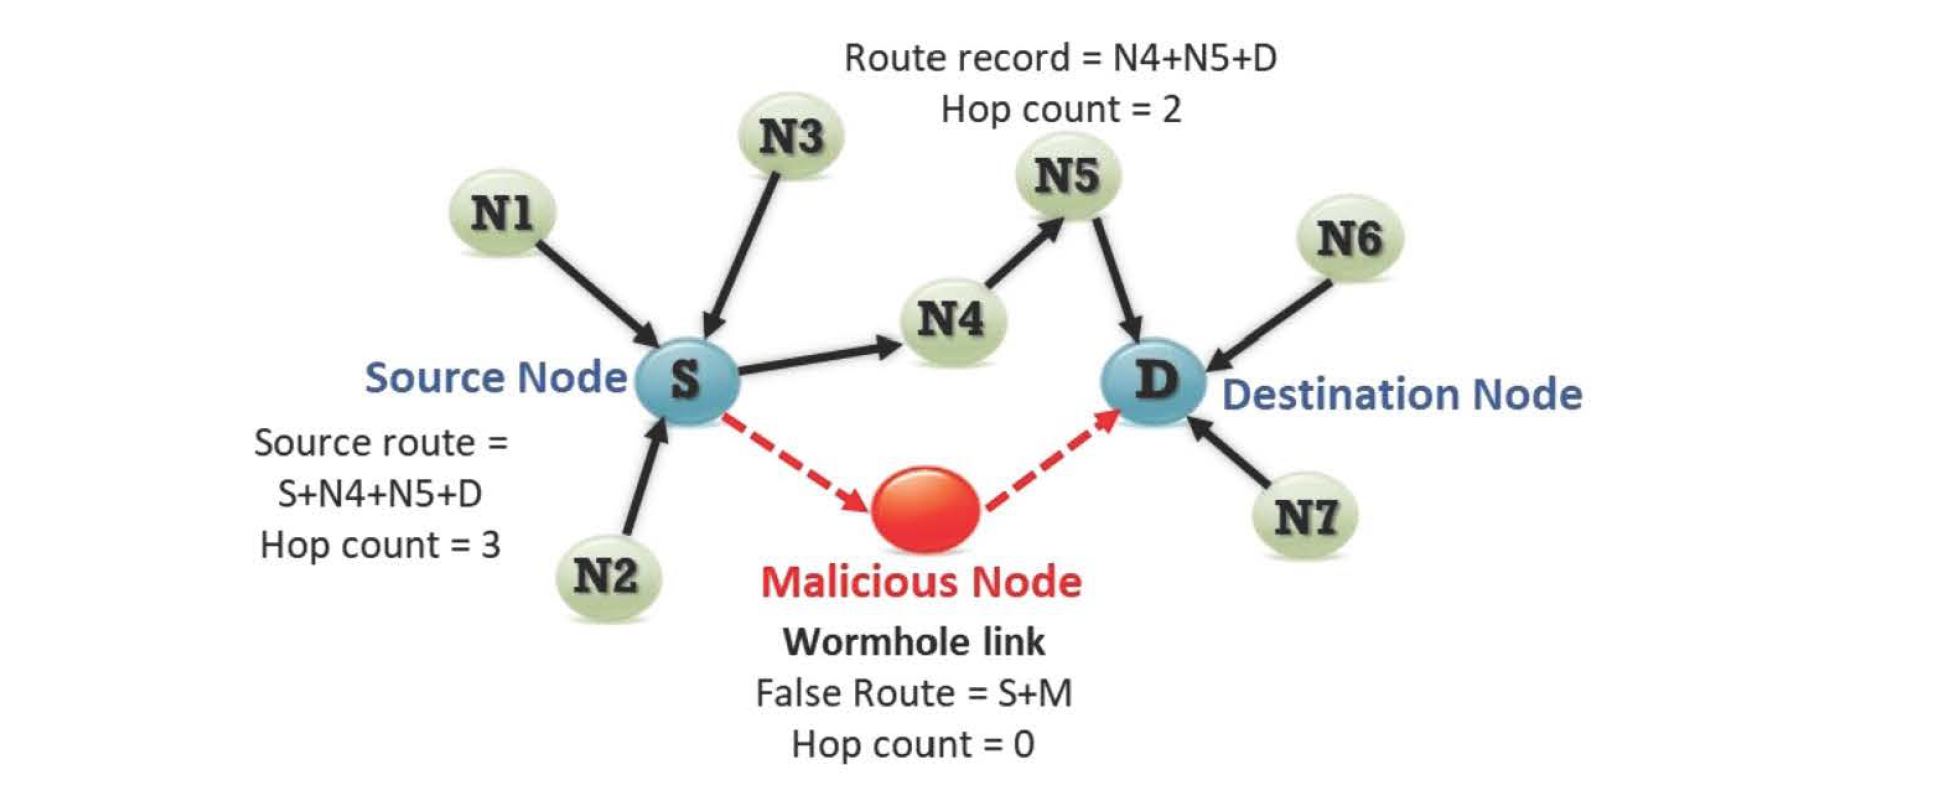 Route record = N4+N5+D
Hop count = 2
N3
N5
N1
N6
N4
Source Node
S
D
Destination Node
Source route =
S+N4+N5+D
Hop count = 3
N7
N2
Malicious Node
Wormhole link
False Route = S+M
Hop count = 0